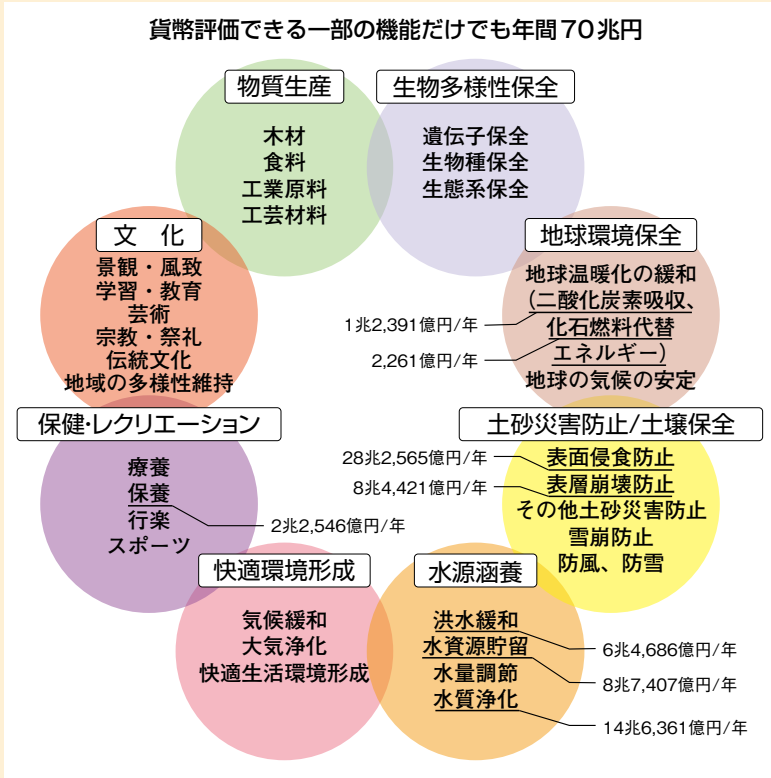 貨幣評価できる一部の機能だけでも年間70兆円
物質生産
木材
食料
工業原料
工芸材料
生物多様性保全
遺伝子保全
生物種保全
生態系保全
文　化
景観・風致
学習・教育
芸術
宗教・祭礼
伝統文化
地域の多様性維持
地球環境保全
地球温暖化の緩和
(二酸化炭素吸収、
化石燃料代替
エネルギー)
地球の気候の安定
1兆2,391億円/年
2,261億円/年
保健・レクリエーション
療養
保養
行楽
スポーツ
2兆2,546億円/年
土砂災害防止/土壌保全
表面侵食防止
表層崩壊防止
その他土砂災害防止
雪崩防止
防風、防雪
28兆2,565億円/年
8兆4,421億円/年
快適環境形成
気候緩和
大気浄化
快適生活環境形成
水源涵養
洪水緩和
水資源貯留
水量調節
水質浄化
6兆4,686億円/年
8兆7,407億円/年
14兆6,361億円/年